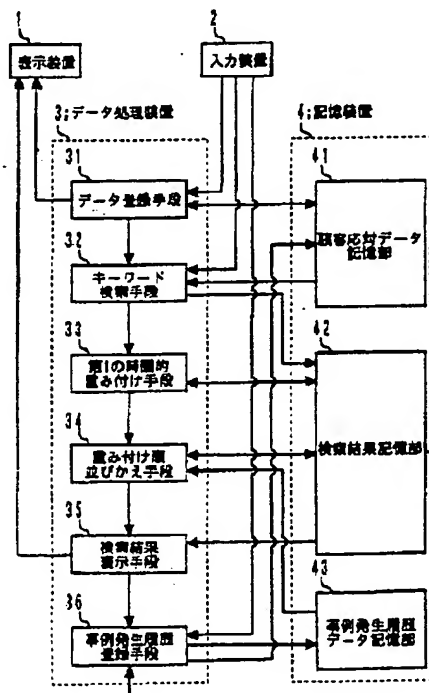 1
表示装置
2
入力装置
3;データ処理装置
4;記憶装置
31
データ登録手段
32
キーワード
検索手段
33
第1の時間的
重み付け手段
34
重み付け順
並びかえ手段
35
検索結果
表示手段
36
事例発生履歴
登録手段
41
顧客応対データ
記憶部
42
検索結果記憶部
43
事例発生履歴
データ記憶部